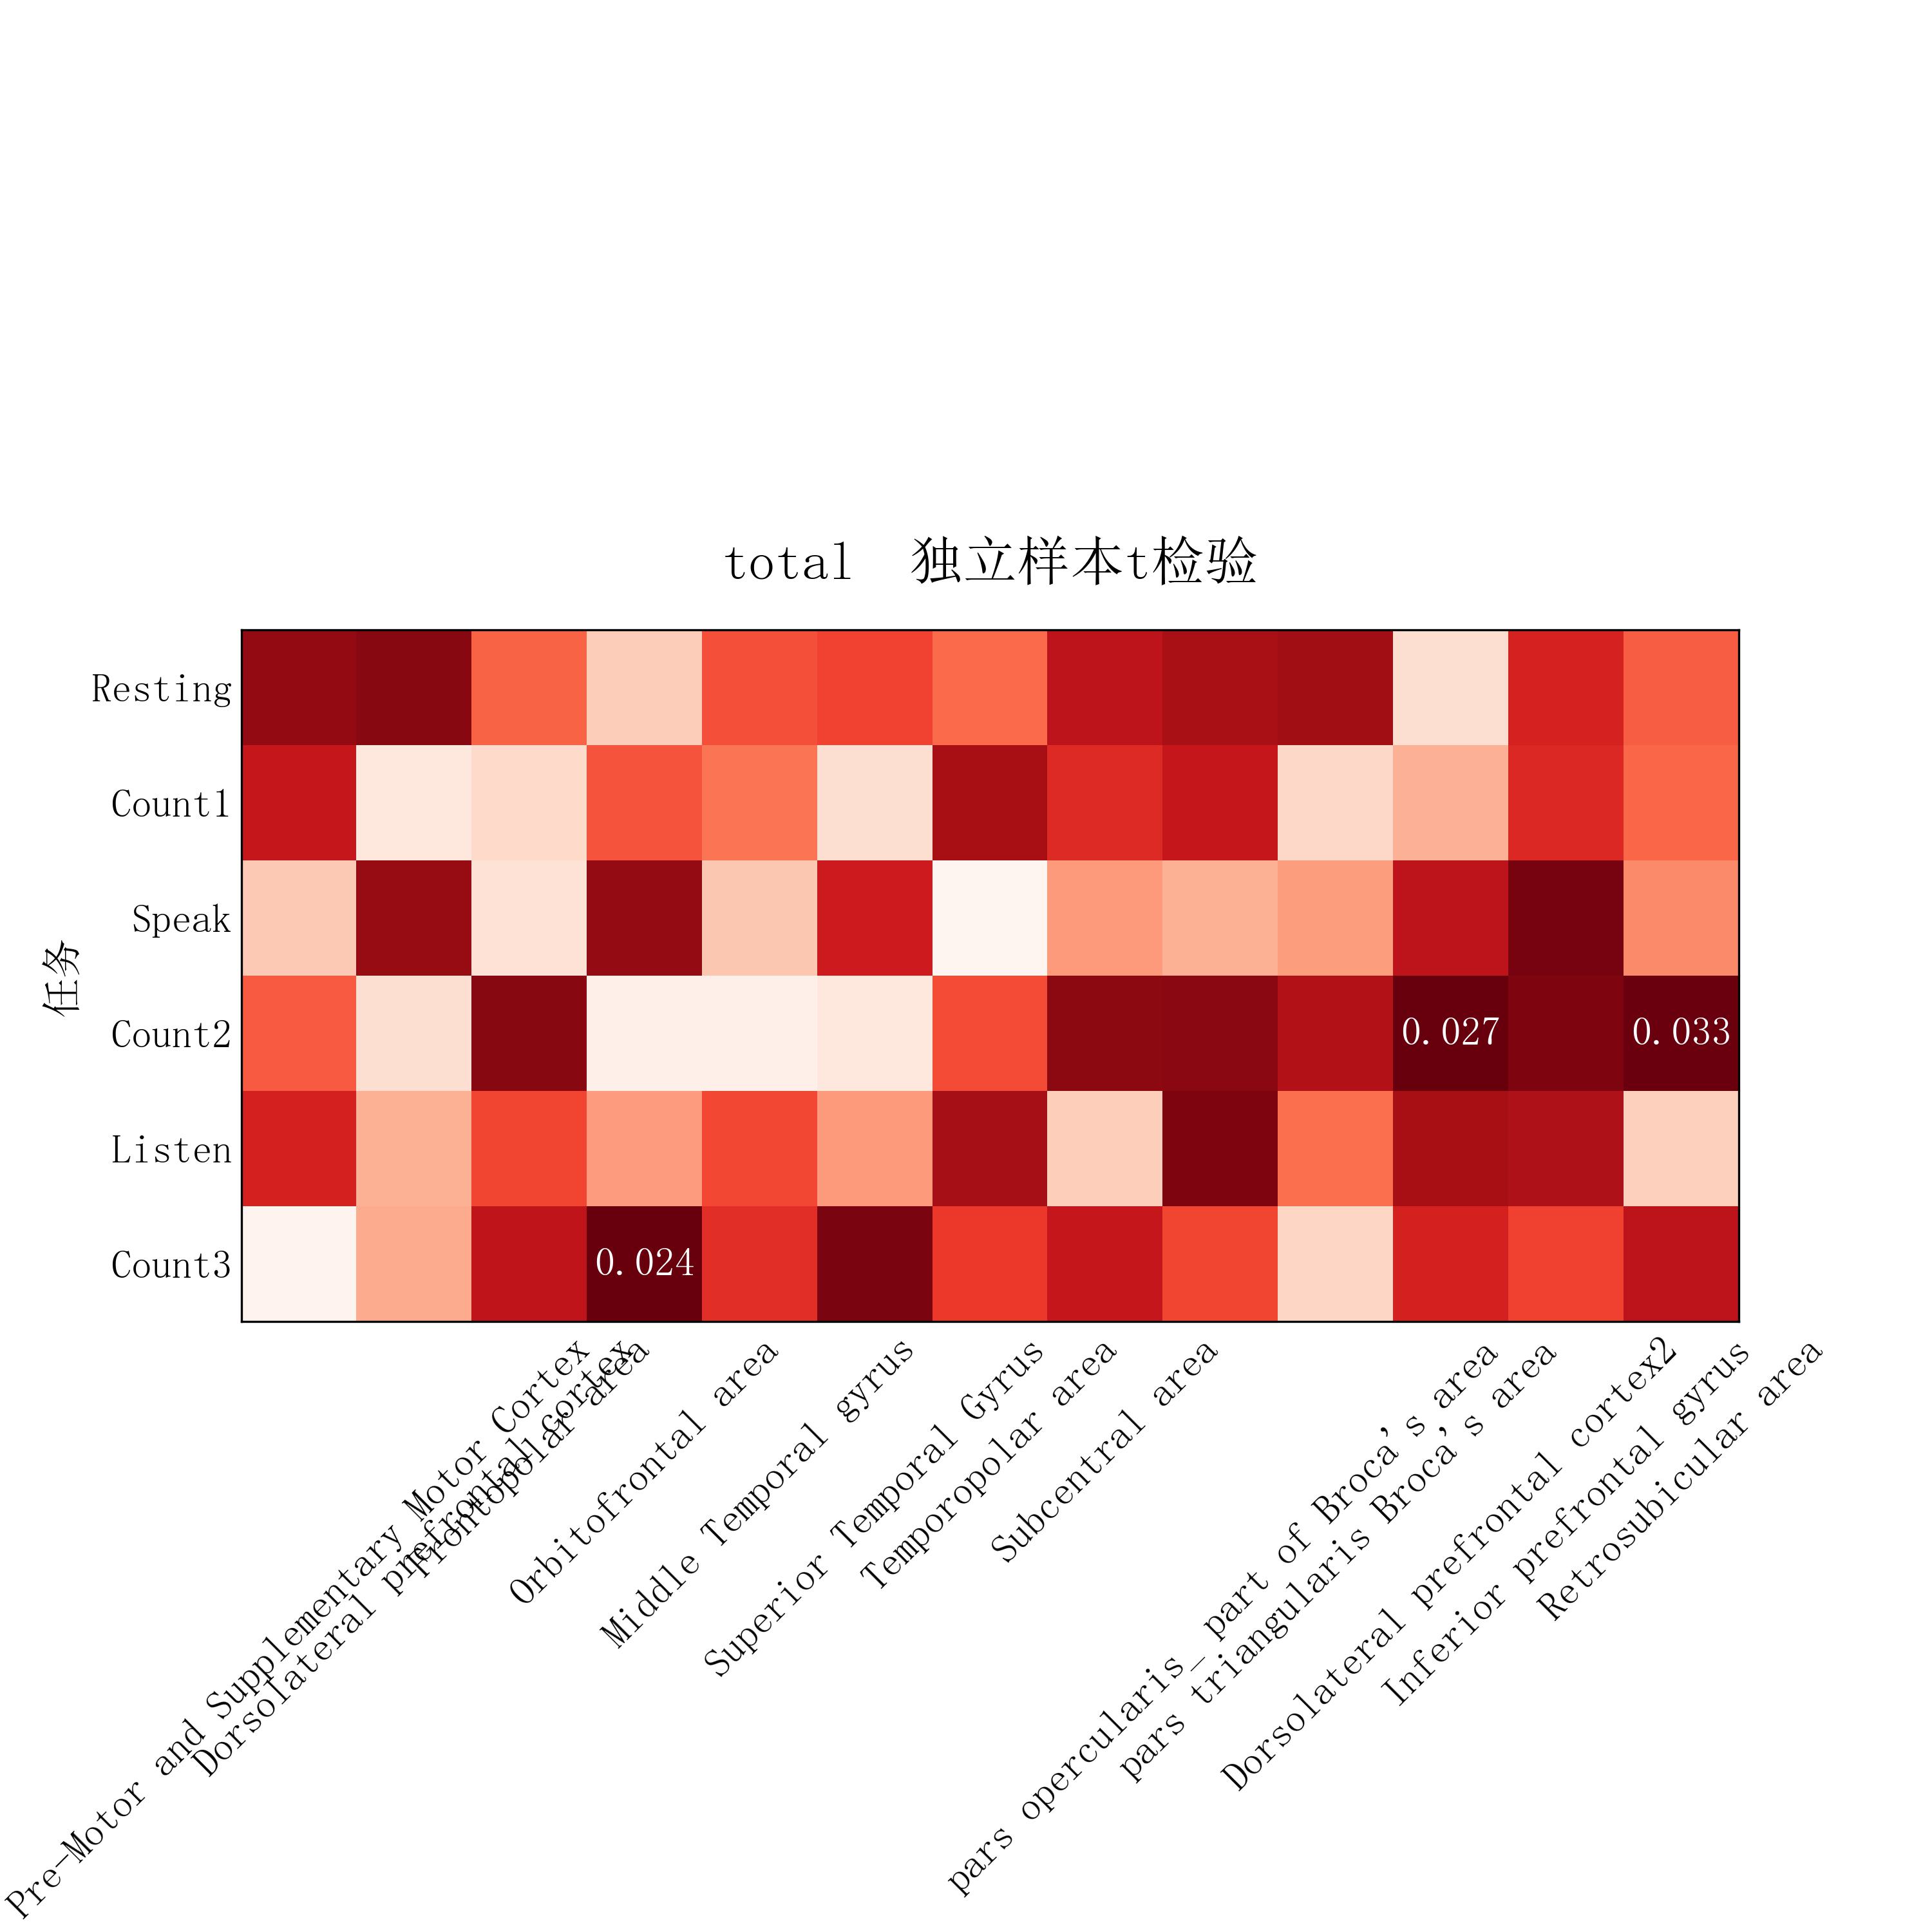 total  独立样本t检验
任务
Resting
Count1
Speak
Count2
0.027
0.033
Listen
Count3
0.024
Pre-Motor and Supplementary Motor Cortex
Dorsolateral prefrontal cortex
Frontopolar area
Orbitofrontal area
Middle Temporal gyrus
Superior Temporal Gyrus
Temporopolar area
Subcentral area
pars opercularis_ part of Broca's area
pars triangularis Broca's area
Dorsolateral prefrontal cortex2
Inferior prefrontal gyrus
Retrosubicular area